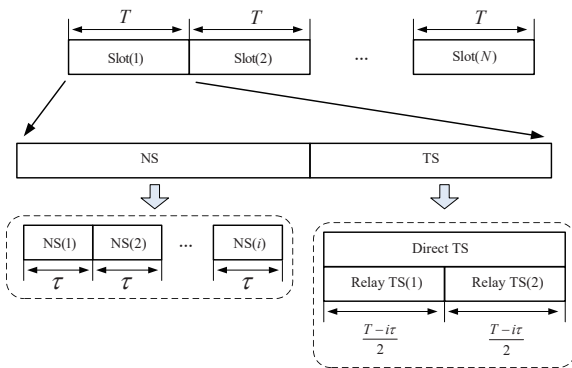 T T T
Slot(1) Slot(2) ... Slot(N)
NS TS
NS(1) NS(2) ... NS(i)
τ τ τ
Direct TS
Relay TS(1) Relay TS(2)
T−iτ/2 T−iτ/2